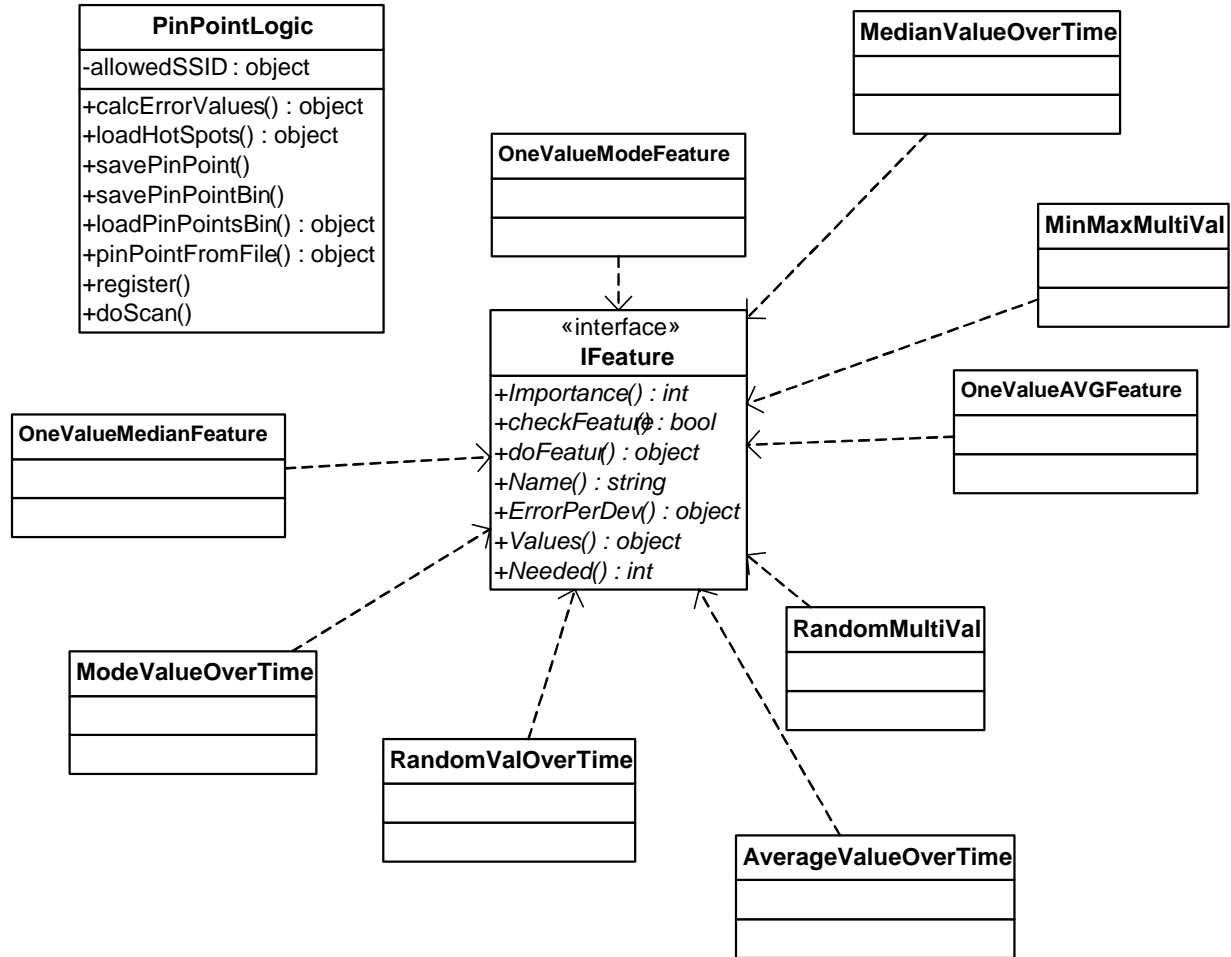 PinPointLogic
-allowedSSID : object
+calcErrorValues() : object
+loadHotSpots() : object
+savePinPoint()
+savePinPointBin()
+loadPinPointsBin() : object
+pinPointFromFile() : object
+register()
+doScan()
MedianValueOverTime
OneValueModeFeature
MinMaxMultiVal
«interface»
IFeature
+Importance() : int
+checkFeature() : bool
+doFeatur() : object
+Name() : string
+ErrorPerDev() : object
+Values() : object
+Needed() : int
OneValueAVGFeature
OneValueMedianFeature
RandomMultiVal
ModeValueOverTime
RandomValOverTime
AverageValueOverTime